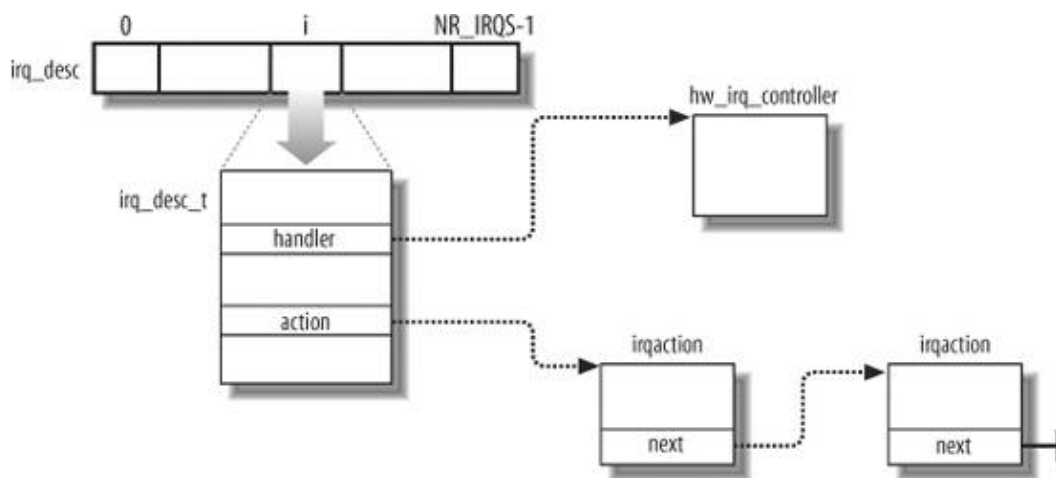 0 i NR_IRQS-1
irq_desc
hw_irq_controller
irq_desc_t
handler
action
irqaction irqaction
next next